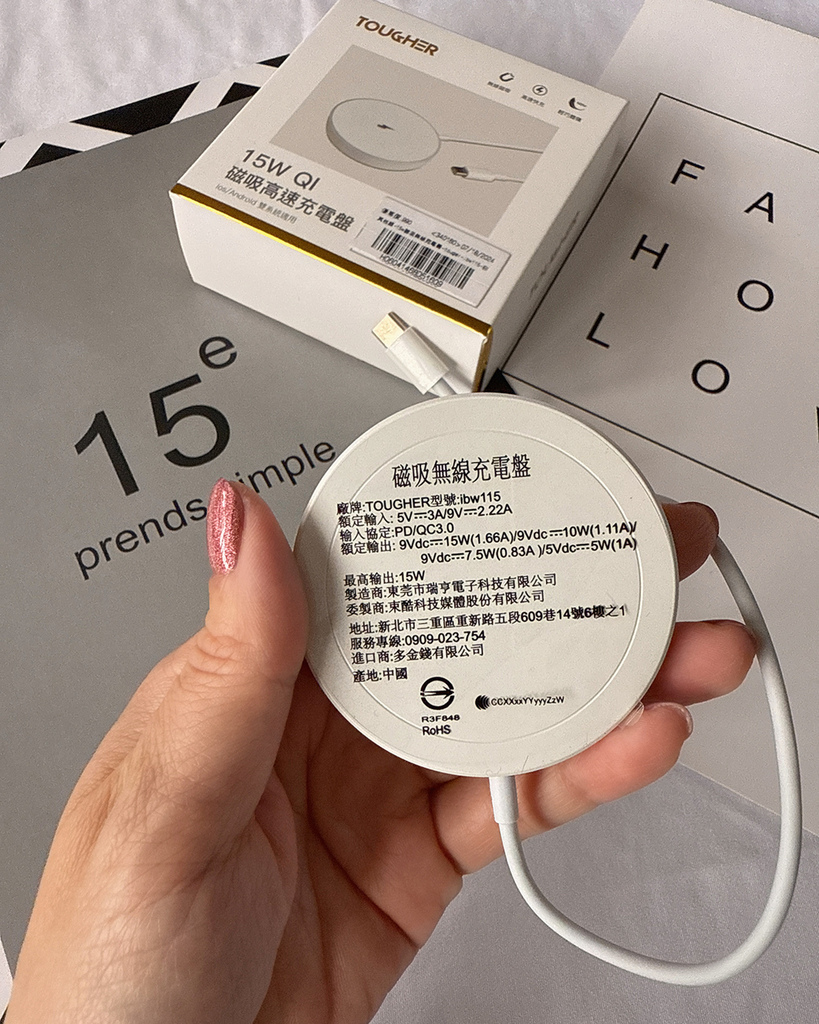 TOUGHER
15W QI
磁吸高速充電盤
Ios/Android 雙系統適用
H06041468051609
F A
H O
L O
15e
prends simple
磁吸無線充電盤
廠牌:TOUGHER型號:ibw115
額定輸入: 5V⎓3A/9V⎓2.22A
輸入協定:PD/QC3.0
額定輸出: 9Vdc⎓15W(1.66A)/9Vdc⎓10W(1.11A)/
9Vdc⎓7.5W(0.83A )/5Vdc⎓5W(1A)
最高輸出:15W
製造商:東莞市瑞亨電子科技有限公司
委製商:束酷科技媒體股份有限公司
地址:新北市三重區重新路五段609巷14號6樓之1
服務專線:0909-023-754
進口商:多金錢有限公司
產地:中國
R3F848
RoHS
CCXXxxYYyyyZzW